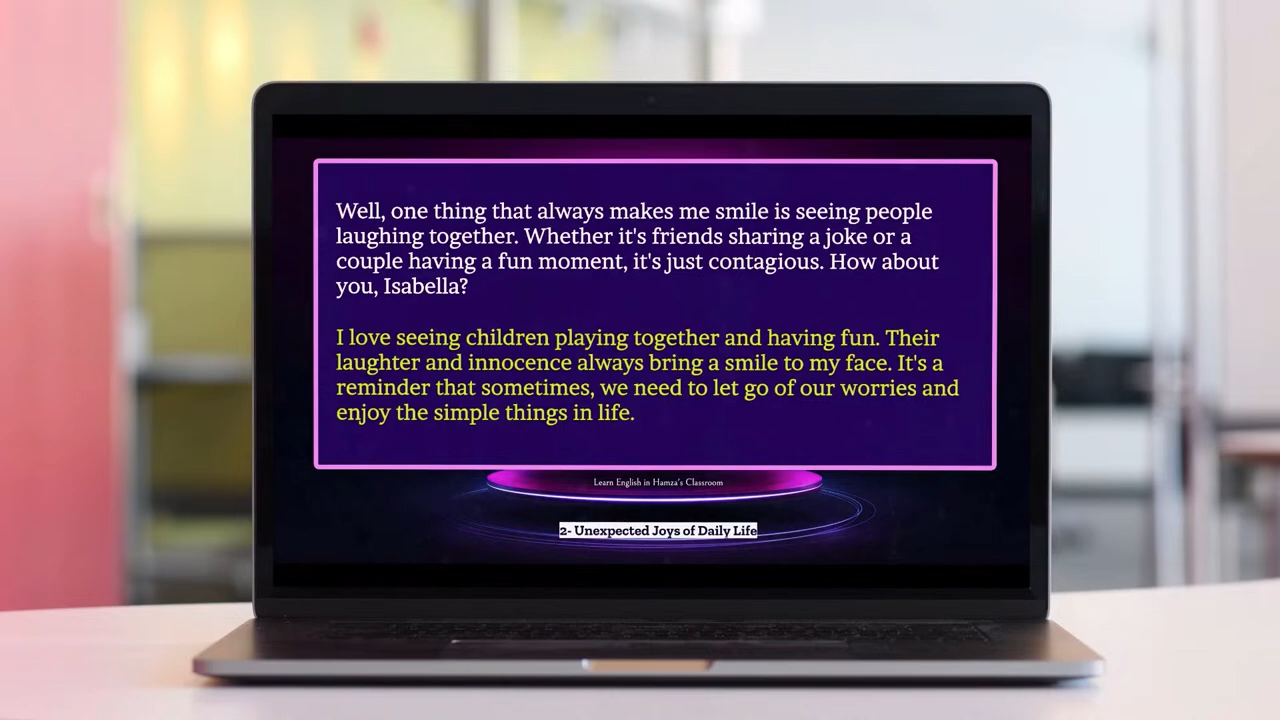 Well, one thing that always makes me smile is seeing people
laughing together. Whether it's friends sharing a joke or a
couple having a fun moment, it's just contagious. How about
you, Isabella?
I love seeing children playing together and having fun. Their
laughter and innocence always bring a smile to my face. It's a
reminder that sometimes, we need to let go of our worries and
enjoy the simple things in life.
Learn English in Hamza's Classroom
2- Unexpected Joys of Daily Life